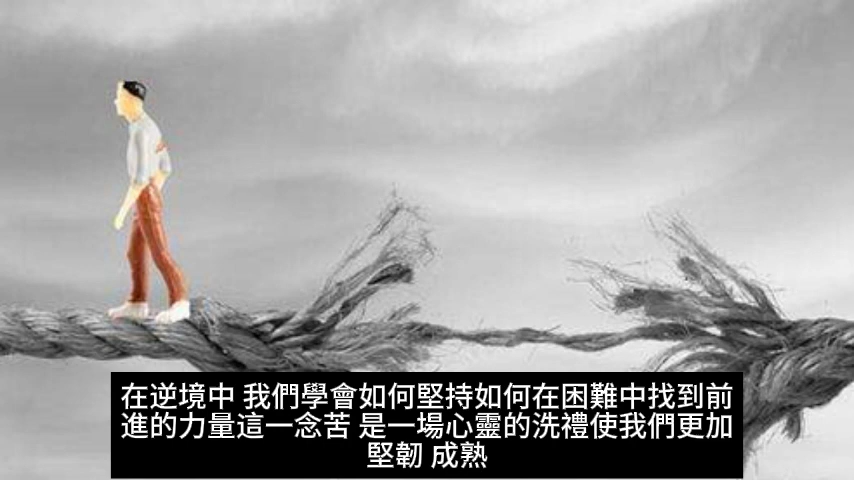 在逆境中 我們學會如何堅持如何在困難中找到前
進的力量這一念苦 是一場心靈的洗禮使我們更加
堅韌 成熟